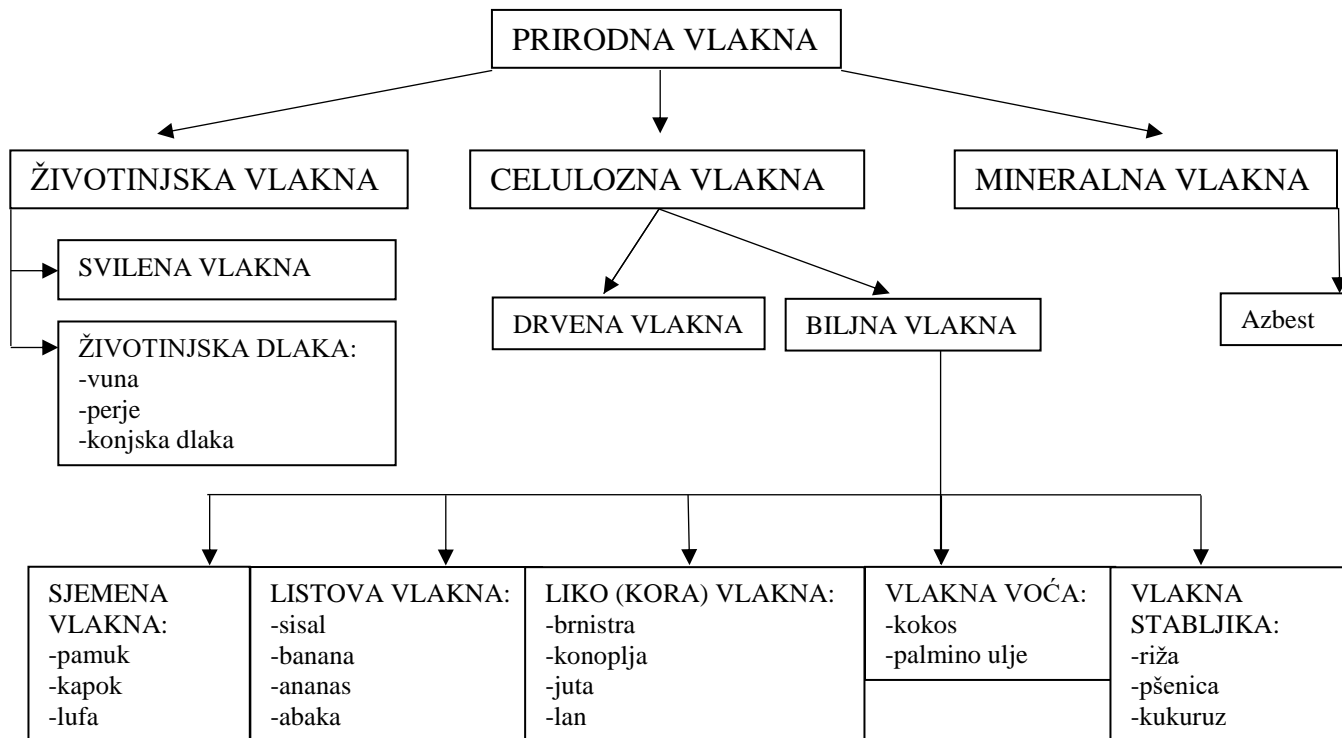 PRIRODNA VLAKNA
ŽIVOTINJSKA VLAKNA
CELULOZNA VLAKNA
MINERALNA VLAKNA
SVILENA VLAKNA
DRVENA VLAKNA
BILJNA VLAKNA
Azbest
ŽIVOTINJSKA DLAKA:
-vuna
-perje
-konjska dlaka
SJEMENA
VLAKNA:
-pamuk
-kapok
-lufa
LISTOVA VLAKNA:
-sisal
-banana
-ananas
-abaka
LIKO (KORA) VLAKNA:
-brnistra
-konoplja
-juta
-lan
VLAKNA VOĆA:
-kokos
-palmino ulje
VLAKNA
STABLJIKA:
-riža
-pšenica
-kukuruz